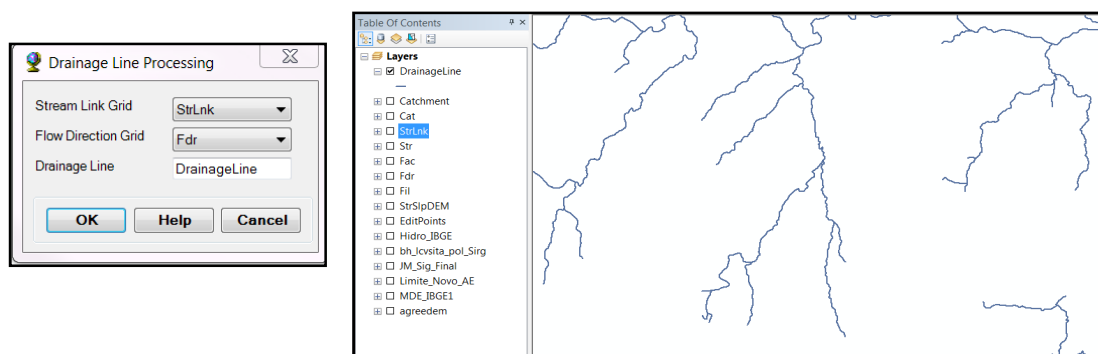 Drainage Line Processing
Stream Link Grid
StrLnk
Flow Direction Grid
Fdr
Drainage Line
DrainageLine
OK
Help
Cancel
Table Of Contents
Layers
DrainageLine
Catchment
Cat
StrLnk
Str
Fac
Fdr
Fil
StrSlpDEM
EditPoints
Hidro_IBGE
bh_lcvsita_pol_Sirg
JM_Sig_Final
Limite_Novo_AE
MDE_IBGE1
agreedem